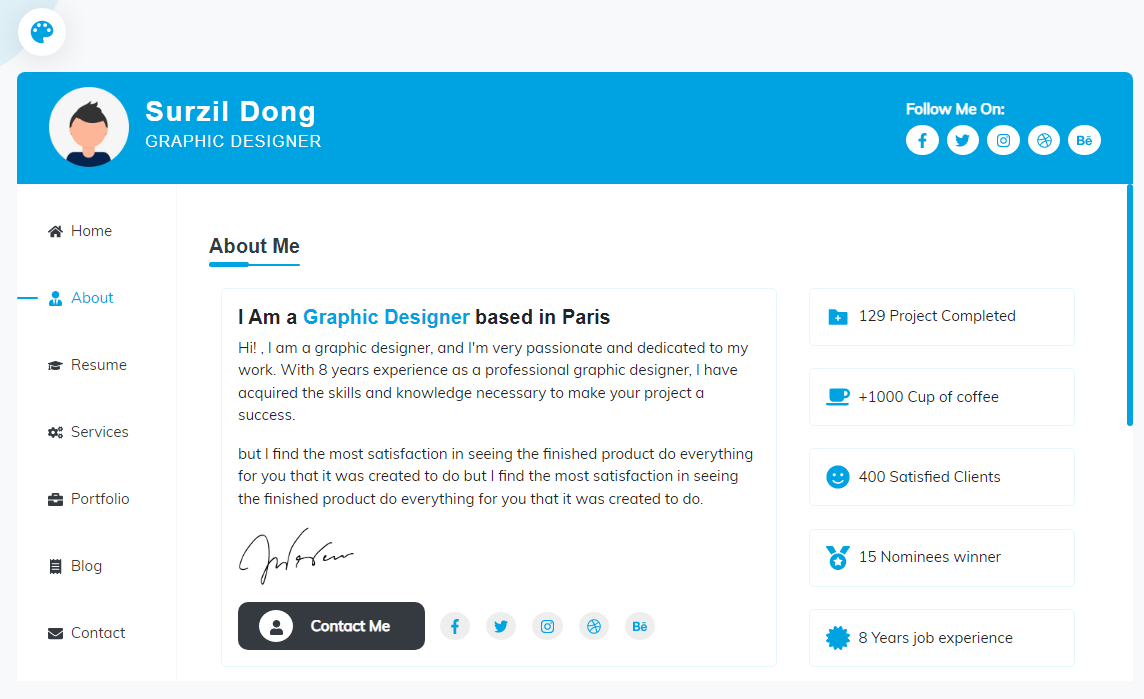 Surzil Dong
GRAPHIC DESIGNER
Follow Me On:
Bē
Home
About
Resume
Services
Portfolio
Blog
Contact
About Me
I Am a Graphic Designer based in Paris
Hi! , I am a graphic designer, and I'm very passionate and dedicated to my
work. With 8 years experience as a professional graphic designer, I have
acquired the skills and knowledge necessary to make your project a
success.
but I find the most satisfaction in seeing the finished product do everything
for you that it was created to do but I find the most satisfaction in seeing
the finished product do everything for you that it was created to do.
Contact Me
Bē
129 Project Completed
+1000 Cup of coffee
400 Satisfied Clients
15 Nominees winner
8 Years job experience